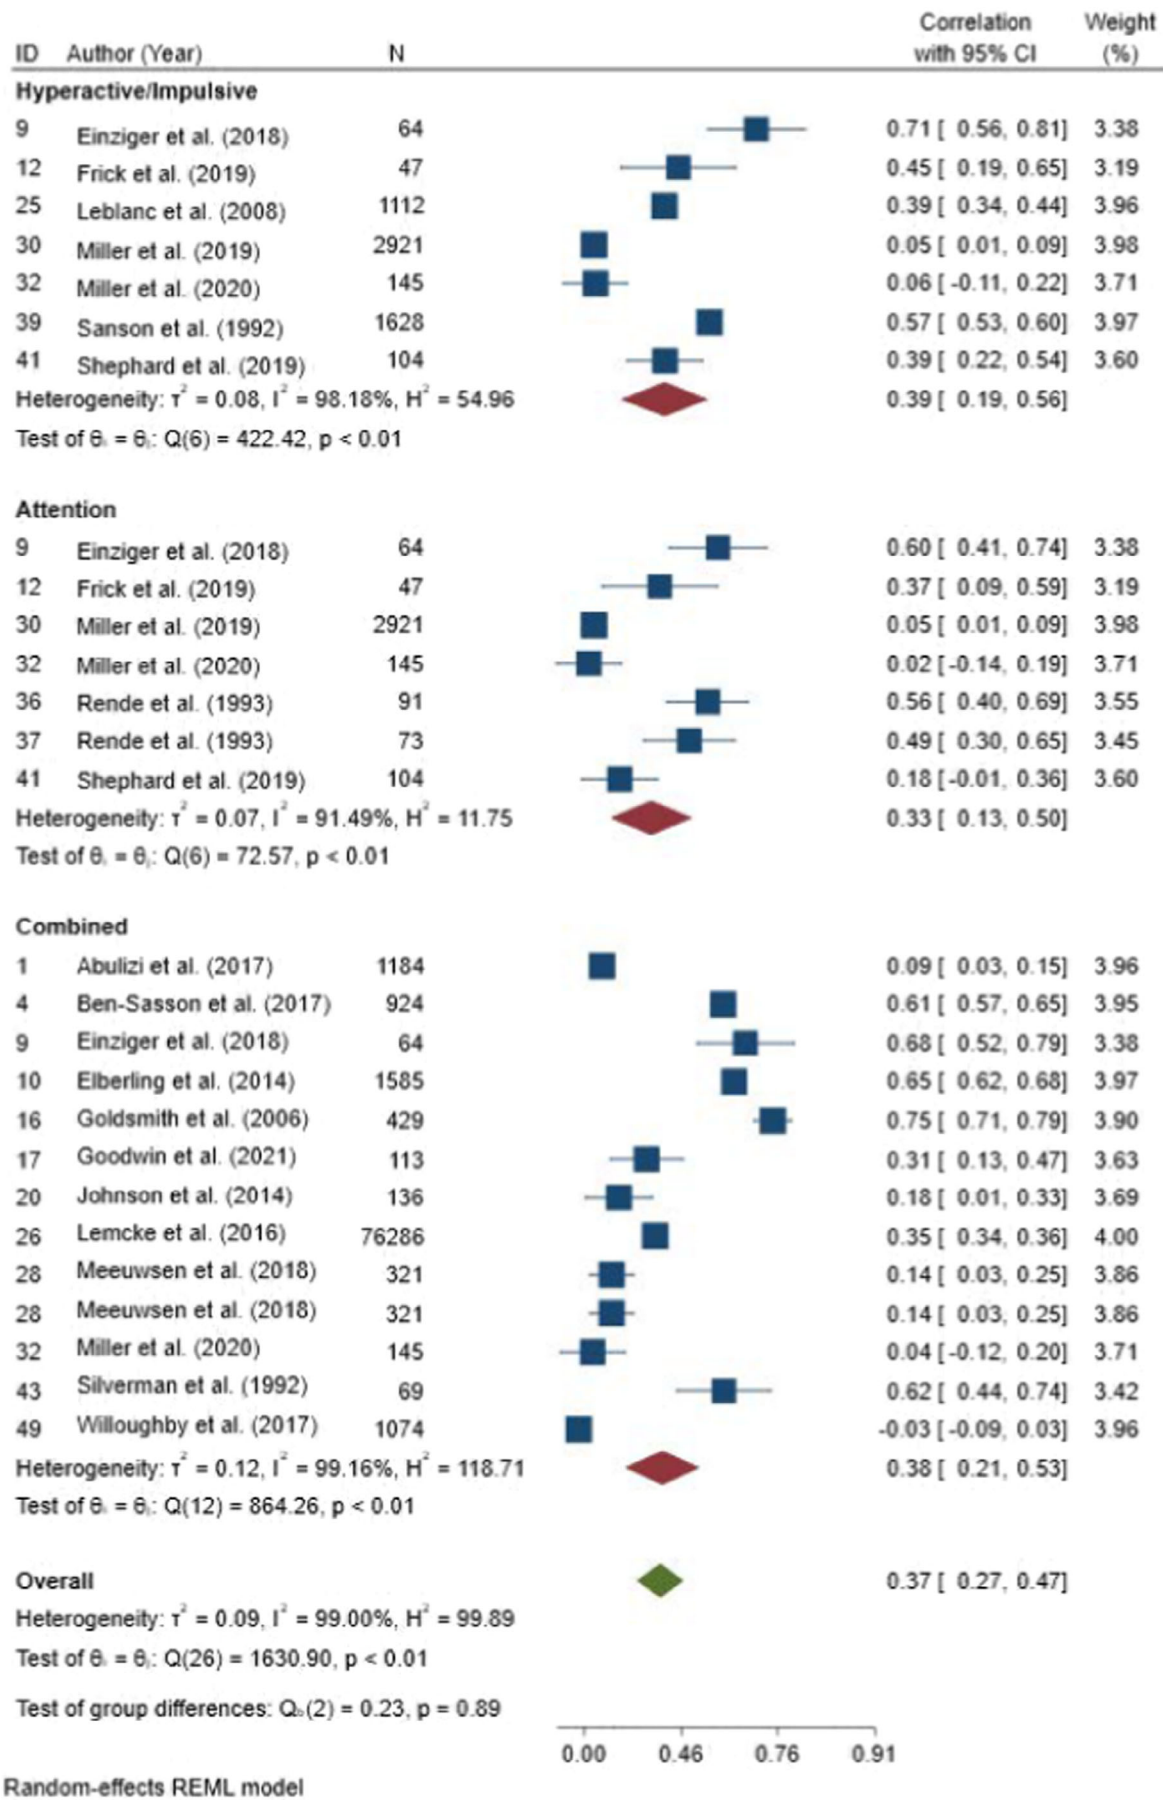 Correlation Weight
ID Author (Year) N with 95% CI (%)
Hyperactive/Impulsive
9 Einziger et al. (2018) 64 0.71 [ 0.56, 0.81] 3.38
12 Frick et al. (2019) 47 0.45 [ 0.19, 0.65] 3.19
25 Leblanc et al. (2008) 1112 0.39 [ 0.34, 0.44] 3.96
30 Miller et al. (2019) 2921 0.05 [ 0.01, 0.09] 3.98
32 Miller et al. (2020) 145 0.06 [ -0.11, 0.22] 3.71
39 Sanson et al. (1992) 1628 0.57 [ 0.53, 0.60] 3.97
41 Shephard et al. (2019) 104 0.39 [ 0.22, 0.54] 3.60
Heterogeneity: τ² = 0.08, I² = 98.18%, H² = 54.96 0.39 [ 0.19, 0.56]
Test of θᵢ = θⱼ: Q(6) = 422.42, p < 0.01
Attention
9 Einziger et al. (2018) 64 0.60 [ 0.41, 0.74] 3.38
12 Frick et al. (2019) 47 0.37 [ 0.09, 0.59] 3.19
30 Miller et al. (2019) 2921 0.05 [ 0.01, 0.09] 3.98
32 Miller et al. (2020) 145 0.02 [-0.14, 0.19] 3.71
36 Rende et al. (1993) 91 0.56 [ 0.40, 0.69] 3.55
37 Rende et al. (1993) 73 0.49 [ 0.30, 0.65] 3.45
41 Shephard et al. (2019) 104 0.18 [-0.01, 0.36] 3.60
Heterogeneity: τ² = 0.07, I² = 91.49%, H² = 11.75 0.33 [ 0.13, 0.50]
Test of θᵢ = θⱼ: Q(6) = 72.57, p < 0.01
Combined
1 Abulizi et al. (2017) 1184 0.09 [ 0.03, 0.15] 3.96
4 Ben-Sasson et al. (2017) 924 0.61 [ 0.57, 0.65] 3.95
9 Einziger et al. (2018) 64 0.68 [ 0.52, 0.79] 3.38
10 Elberling et al. (2014) 1585 0.65 [ 0.62, 0.68] 3.97
16 Goldsmith et al. (2006) 429 0.75 [ 0.71, 0.79] 3.90
17 Goodwin et al. (2021) 113 0.31 [ 0.13, 0.47] 3.63
20 Johnson et al. (2014) 136 0.18 [ 0.01, 0.33] 3.69
26 Lemcke et al. (2016) 76286 0.35 [ 0.34, 0.36] 4.00
28 Meeuwsen et al. (2018) 321 0.14 [ 0.03, 0.25] 3.86
28 Meeuwsen et al. (2018) 321 0.14 [ 0.03, 0.25] 3.86
32 Miller et al. (2020) 145 0.04 [-0.12, 0.20] 3.71
43 Silverman et al. (1992) 69 0.62 [ 0.44, 0.74] 3.42
49 Willoughby et al. (2017) 1074 -0.03 [-0.09, 0.03] 3.96
Heterogeneity: τ² = 0.12, I² = 99.16%, H² = 118.71 0.38 [ 0.21, 0.53]
Test of θᵢ = θⱼ: Q(12) = 864.26, p < 0.01
Overall 0.37 [ 0.27, 0.47]
Heterogeneity: τ² = 0.09, I² = 99.00%, H² = 99.89
Test of θᵢ = θⱼ: Q(26) = 1630.90, p < 0.01
Test of group differences: Q_b(2) = 0.23, p = 0.89
0.00 0.46 0.76 0.91
Random-effects REML model